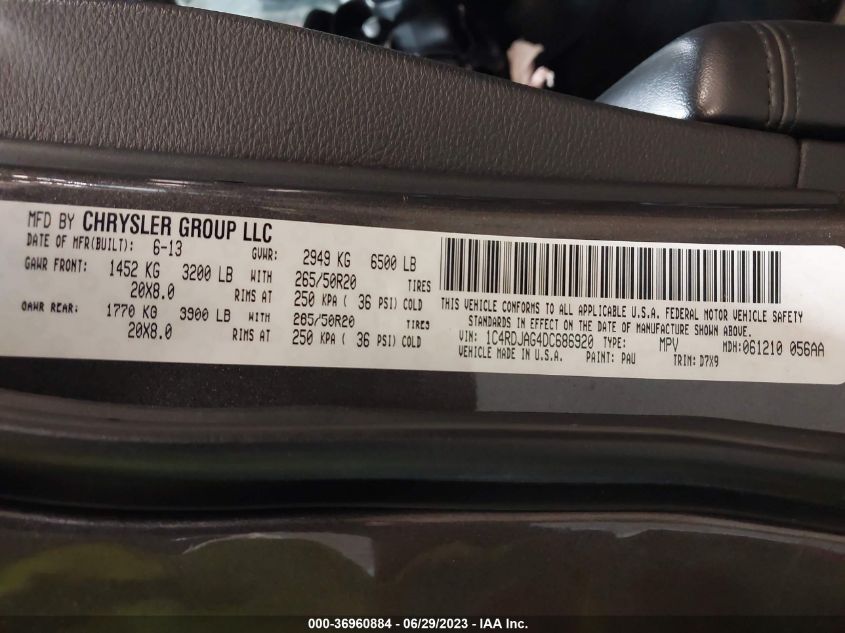 MFD BY CHRYSLER GROUP LLC
DATE OF MFR(BUILT): 6-13 GVWR: 2949 KG 6500 LB
GAWR FRONT: 1452 KG 3200 LB WITH 265/50R20 TIRES
20X8.0 RIMS AT 250 KPA ( 36 PSI) COLD
GAWR REAR: 1770 KG 3900 LB WITH 265/50R20 TIRES
20X8.0 RIMS AT 250 KPA ( 36 PSI) COLD
THIS VEHICLE CONFORMS TO ALL APPLICABLE U.S.A. FEDERAL MOTOR VEHICLE SAFETY
STANDARDS IN EFFECT ON THE DATE OF MANUFACTURE SHOWN ABOVE.
VIN: 1C4RDJAG4DC686920 TYPE: MPV MDH: 061210 056AA
VEHICLE MADE IN U.S.A. PAINT: PAU TRIM: D7X9
000-36960884 - 06/29/2023 - IAA Inc.